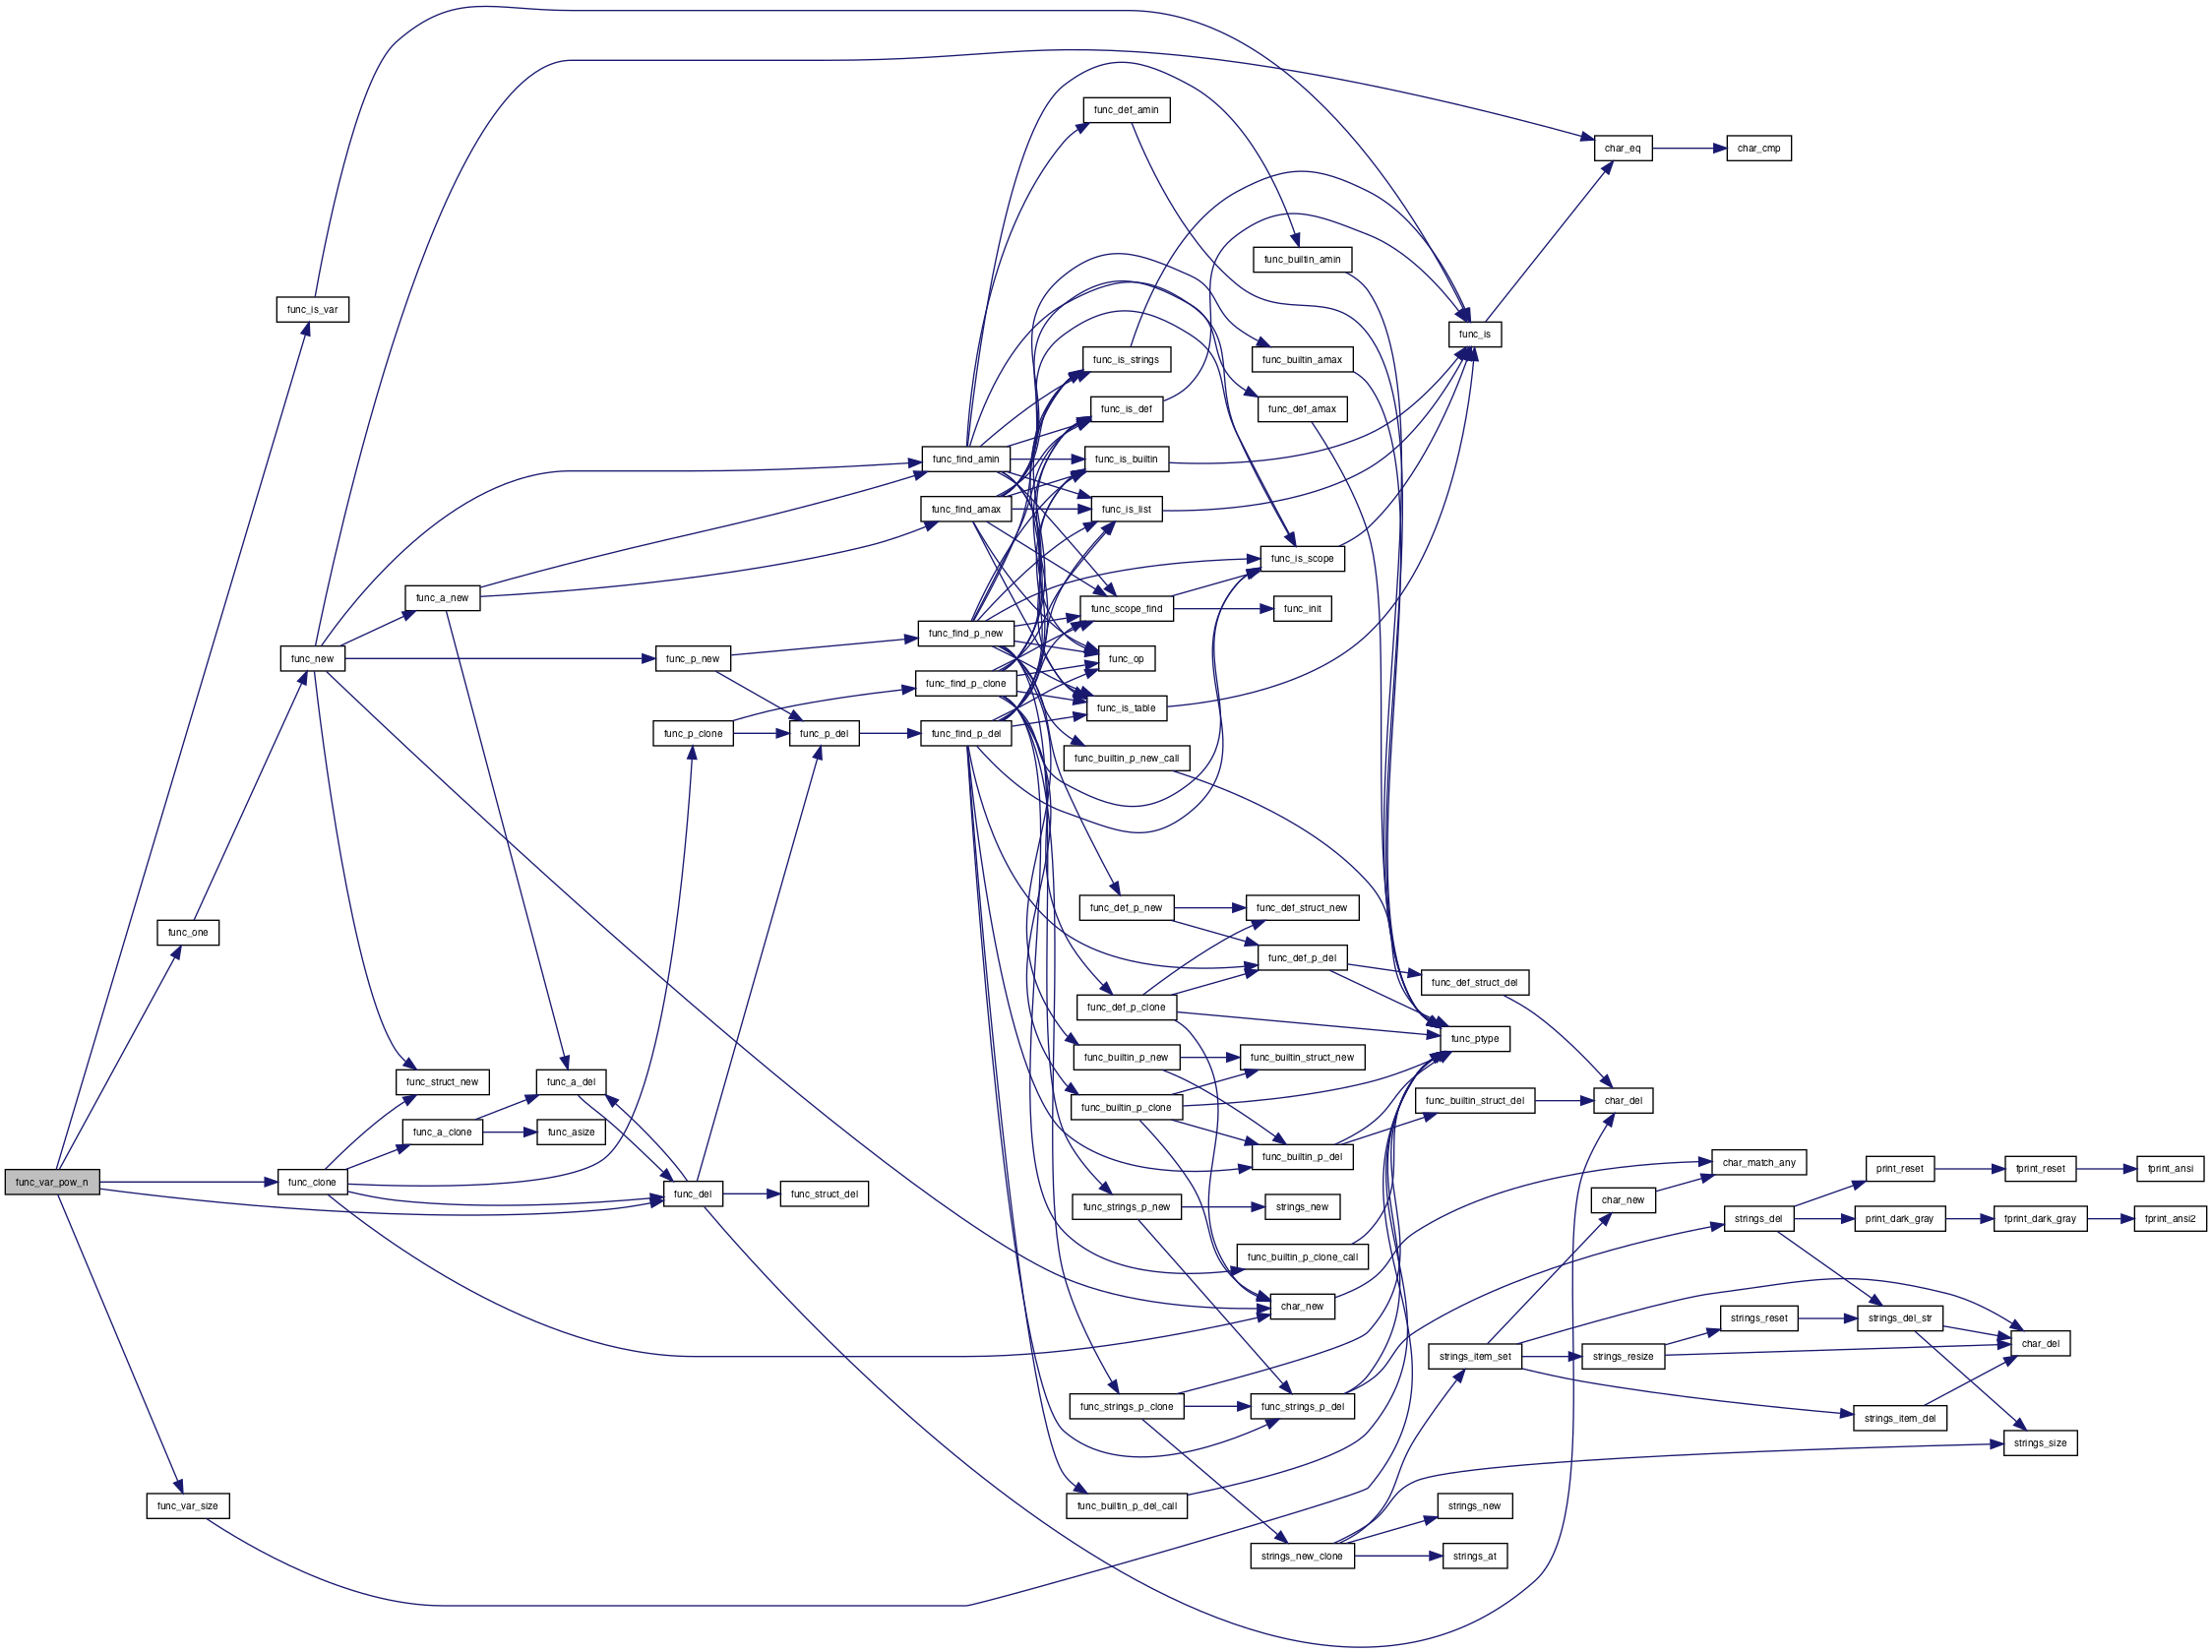 func_def_amin
char_eq
char_cmp
func_builtin_amin
func_is_var
func_is
func_is_strings
func_builtin_amax
func_is_def
func_def_amax
func_find_amin
func_is_builtin
func_find_amax
func_is_list
func_is_scope
func_a_new
func_scope_find
func_init
func_find_p_new
func_new
func_p_new
func_op
func_find_p_clone
func_is_table
func_p_clone
func_p_del
func_find_p_del
func_builtin_p_new_call
func_def_p_new
func_def_struct_new
func_one
func_def_p_del
func_def_struct_del
func_def_p_clone
func_ptype
func_builtin_p_new
func_builtin_struct_new
func_struct_new
func_a_del
func_builtin_p_clone
func_builtin_struct_del
char_del
func_a_clone
func_asize
func_builtin_p_del
char_match_any
print_reset
fprint_reset
fprint_ansi
func_var_pow_n
func_clone
func_del
func_struct_del
char_new
func_strings_p_new
strings_new
strings_del
print_dark_gray
fprint_dark_gray
fprint_ansi2
func_builtin_p_clone_call
char_new
strings_reset
strings_del_str
strings_item_set
strings_resize
char_del
func_strings_p_clone
func_strings_p_del
strings_item_del
strings_size
func_var_size
func_builtin_p_del_call
strings_new
strings_new_clone
strings_at